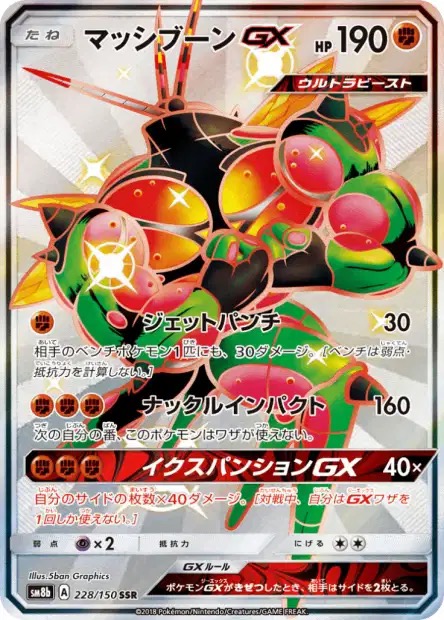 たね マッシブーンGX HP 190
ウルトラビースト
ジェットパンチ 30
相手のベンチポケモン1匹にも、30ダメージ。[ベンチは弱点・
抵抗力を計算しない。]
ナックルインパクト 160
次の自分の番、このポケモンはワザが使えない。
イクスパンションGX 40×
自分のサイドの枚数×40ダメージ。[対戦中、自分はGXワザを
1回しか使えない。]
弱点 ×2 抵抗力 にげる
Illus. 5ban Graphics
GXルール
ポケモンGXがきぜつしたとき、相手はサイドを2枚とる。
sm8b A 228/150 SSR
©2018 Pokémon/Nintendo/Creatures/GAME FREAK.